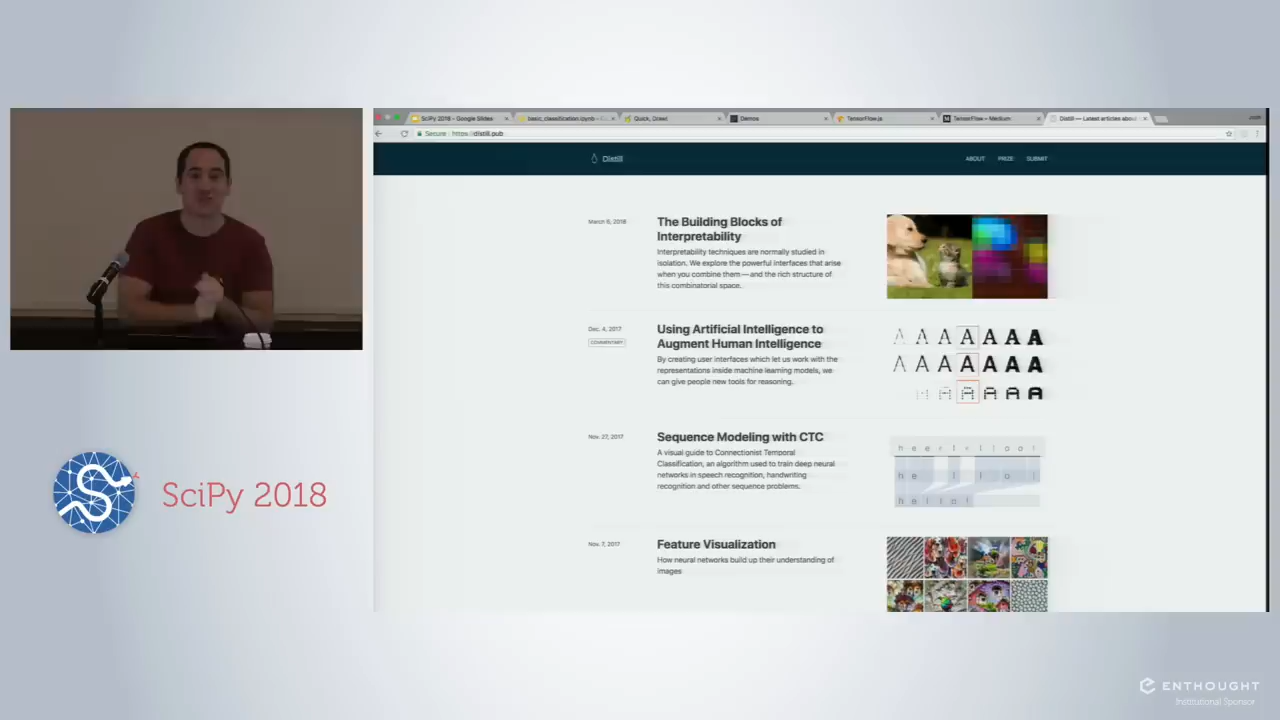 SciPy 2018 - Google Slides
basic_classification.ipynb -
Quick, Draw!
Demos
TensorFlow.js
TensorFlow – Medium
Distill — Latest articles about
Secure
https://distill.pub
Distill
ABOUT
PRIZE
SUBMIT
March 6, 2018
The Building Blocks of
Interpretability
Interpretability techniques are normally studied in
isolation. We explore the powerful interfaces that arise
when you combine them—and the rich structure of
this combinatorial space.
Dec. 4, 2017
COMMENTARY
Using Artificial Intelligence to
Augment Human Intelligence
By creating user interfaces which let us work with the
representations inside machine learning models, we
can give people new tools for reasoning.
A A A A A A A
A A A A A A A
A A A A A
Nov. 27, 2017
Sequence Modeling with CTC
A visual guide to Connectionist Temporal
Classification, an algorithm used to train deep neural
networks in speech recognition, handwriting
recognition and other sequence problems.
Nov. 7, 2017
Feature Visualization
How neural networks build up their understanding of
images
S
SciPy 2018
ENTHOUGHT
Institutional Sponsor